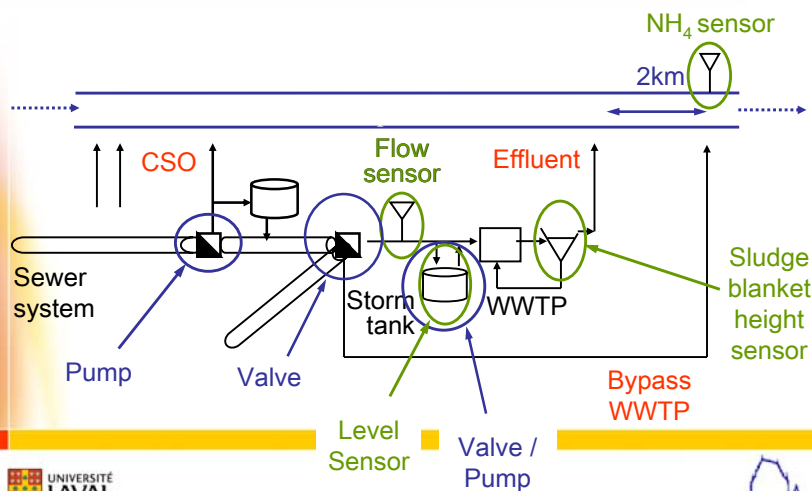 NH₄ sensor
2km
CSO
Flow
sensor
Effluent
Sewer
system
Storm
tank
WWTP
Sludge
blanket
height
sensor
Pump
Valve
Bypass
WWTP
Level
Sensor
Valve /
Pump
UNIVERSITÉ
LAVAL